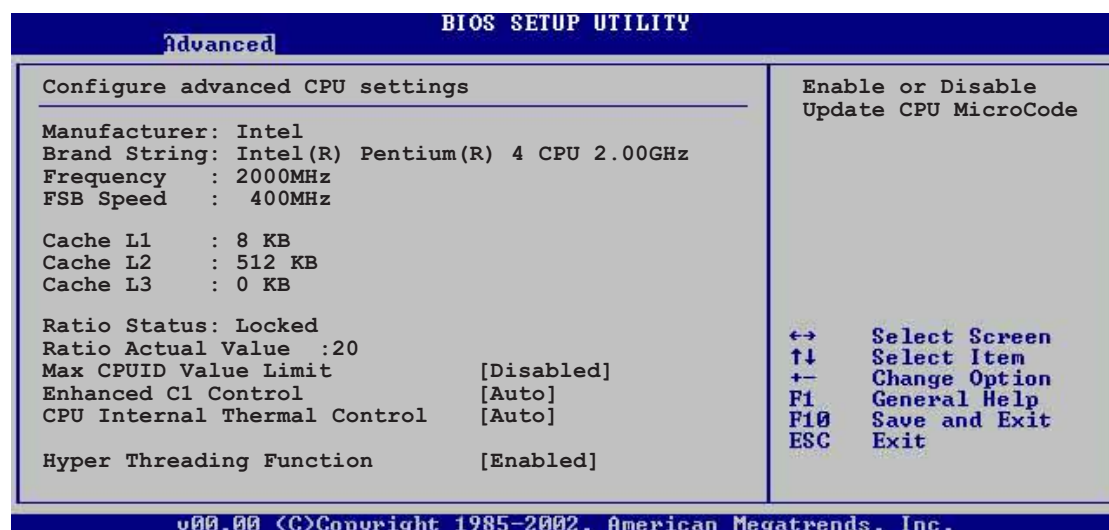 BIOS SETUP UTILITY
Advanced
Configure advanced CPU settings
Manufacturer: Intel
Brand String: Intel(R) Pentium(R) 4 CPU 2.00GHz
Frequency : 2000MHz
FSB Speed : 400MHz
Cache L1 : 8 KB
Cache L2 : 512 KB
Cache L3 : 0 KB
Ratio Status: Locked
Ratio Actual Value :20
Max CPUID Value Limit [Disabled]
Enhanced C1 Control [Auto]
CPU Internal Thermal Control [Auto]
Hyper Threading Function [Enabled]
Enable or Disable
Update CPU MicroCode
←→ Select Screen
↑↓ Select Item
+- Change Option
F1 General Help
F10 Save and Exit
ESC Exit
v00.00 (C)Copyright 1985-2002, American Megatrends, Inc.